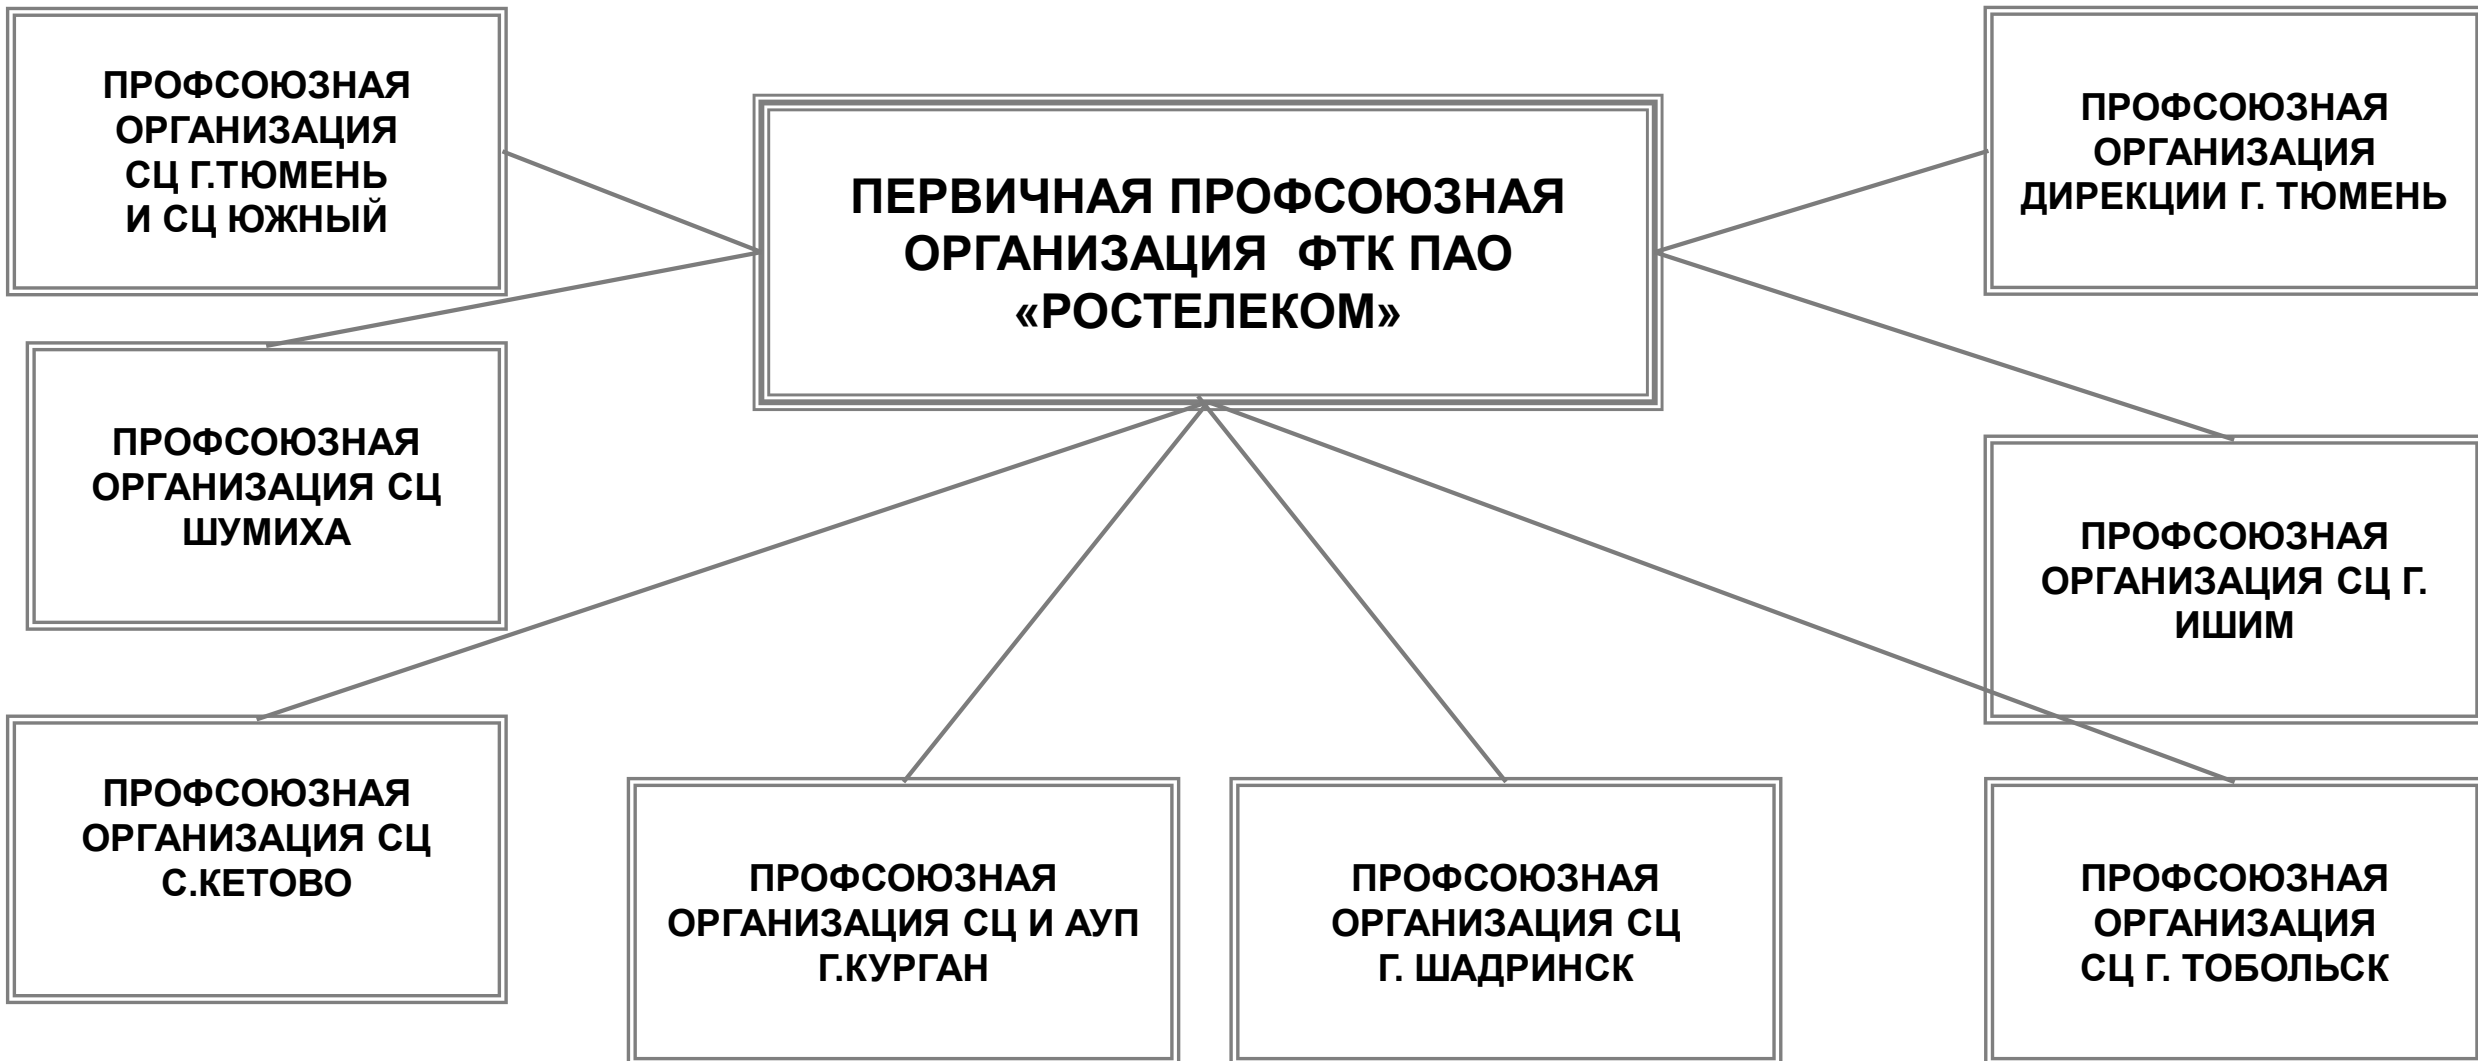 ПРОФСОЮЗНАЯ
ОРГАНИЗАЦИЯ
СЦ Г.ТЮМЕНЬ
И СЦ ЮЖНЫЙ
ПЕРВИЧНАЯ ПРОФСОЮЗНАЯ
ОРГАНИЗАЦИЯ ФТК ПАО
«РОСТЕЛЕКОМ»
ПРОФСОЮЗНАЯ
ОРГАНИЗАЦИЯ
ДИРЕКЦИИ Г. ТЮМЕНЬ
ПРОФСОЮЗНАЯ
ОРГАНИЗАЦИЯ СЦ
ШУМИХА
ПРОФСОЮЗНАЯ
ОРГАНИЗАЦИЯ СЦ Г.
ИШИМ
ПРОФСОЮЗНАЯ
ОРГАНИЗАЦИЯ СЦ
С.КЕТОВО
ПРОФСОЮЗНАЯ
ОРГАНИЗАЦИЯ СЦ И АУП
Г.КУРГАН
ПРОФСОЮЗНАЯ
ОРГАНИЗАЦИЯ СЦ
Г. ШАДРИНСК
ПРОФСОЮЗНАЯ
ОРГАНИЗАЦИЯ
СЦ Г. ТОБОЛЬСК